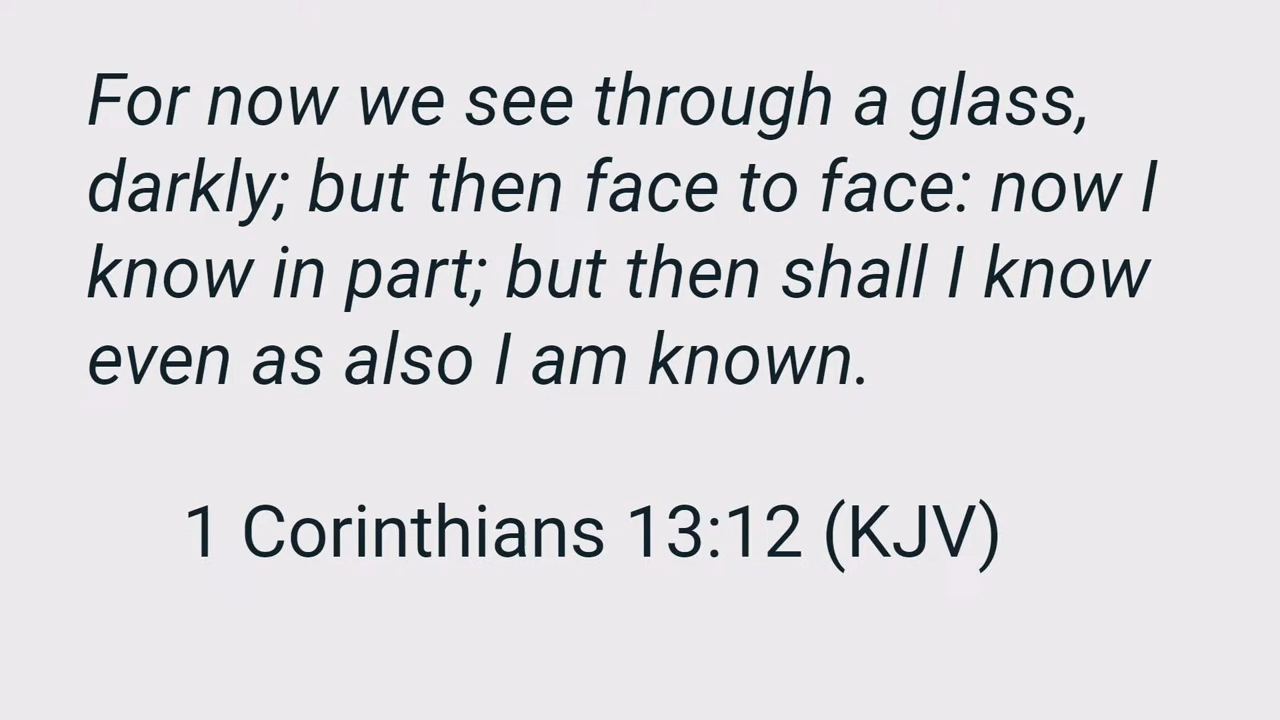 For now we see through a glass,
darkly; but then face to face: now I
know in part; but then shall I know
even as also I am known.
1 Corinthians 13:12 (KJV)